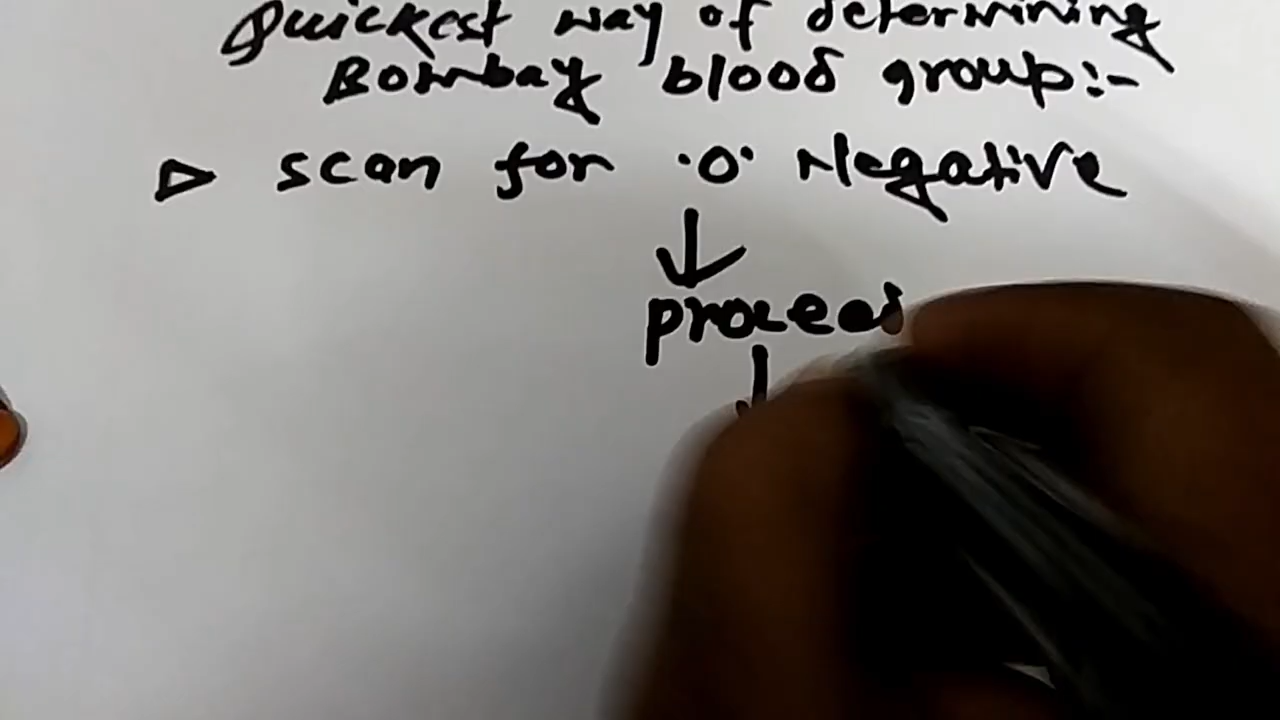 Quickest way of determining
Bombay blood group:-
▷ scan for 'O' Negative
↓
proceed
↓